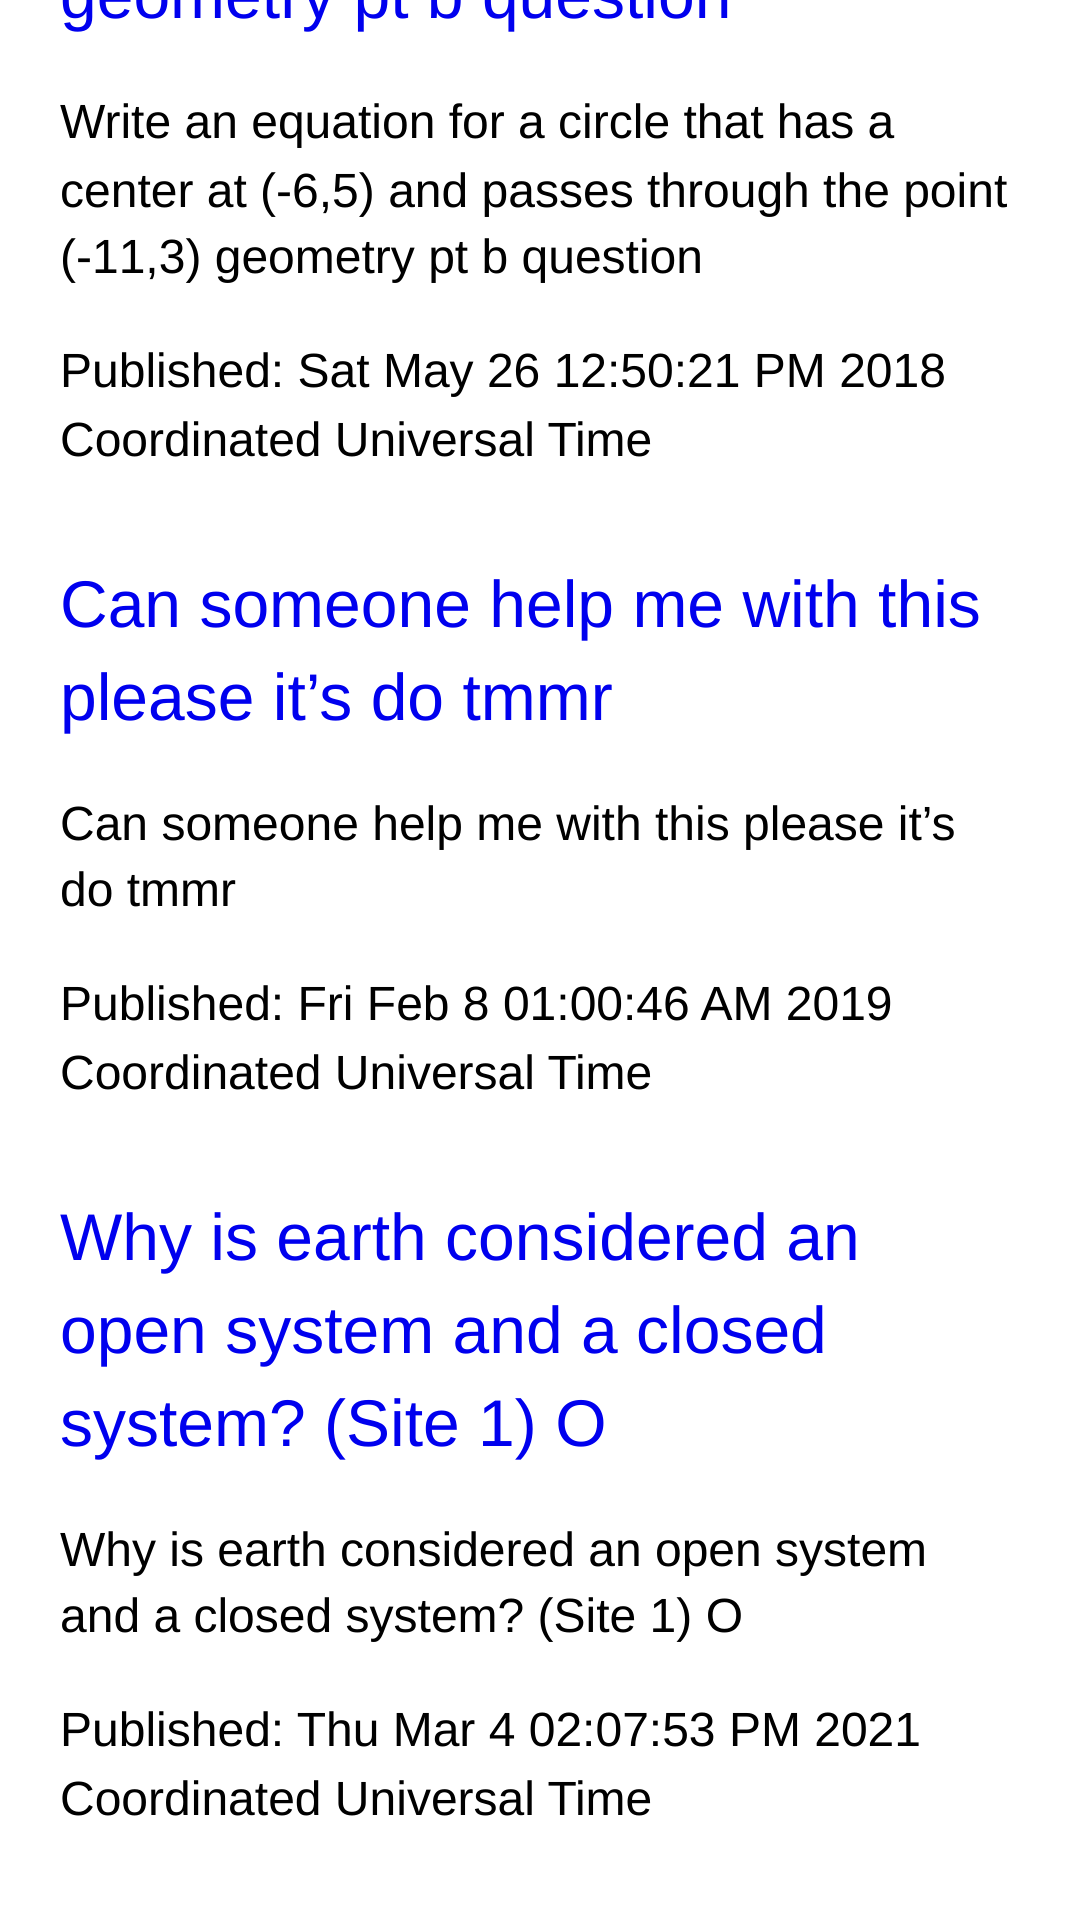 geometry pt b question
Write an equation for a circle that has a
center at (-6,5) and passes through the point
(-11,3) geometry pt b question
Published: Sat May 26 12:50:21 PM 2018
Coordinated Universal Time
Can someone help me with this
please it’s do tmmr
Can someone help me with this please it’s
do tmmr
Published: Fri Feb 8 01:00:46 AM 2019
Coordinated Universal Time
Why is earth considered an
open system and a closed
system? (Site 1) O
Why is earth considered an open system
and a closed system? (Site 1) O
Published: Thu Mar 4 02:07:53 PM 2021
Coordinated Universal Time